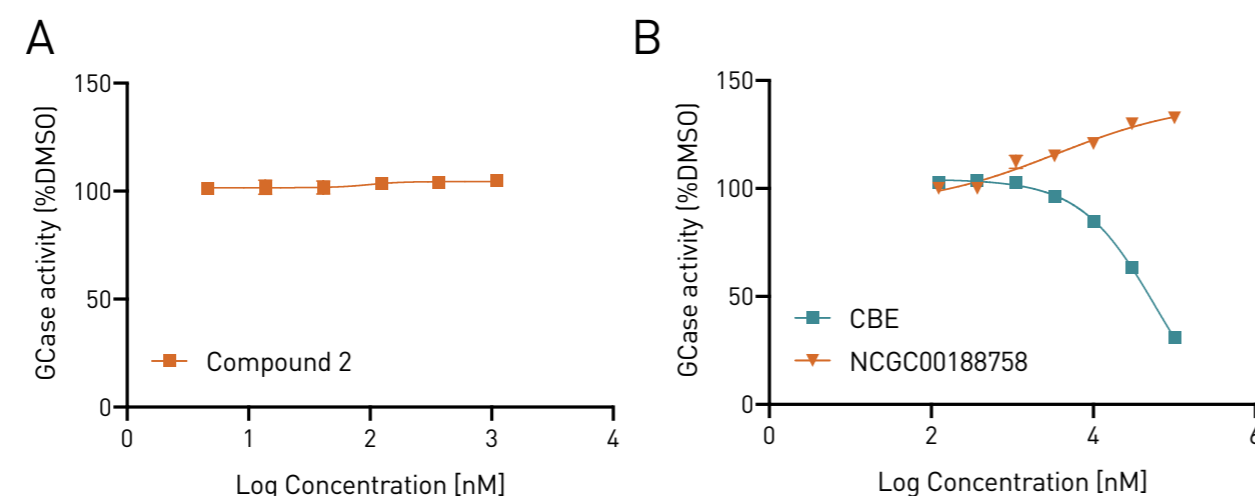 A
GCase activity (%DMSO)
150
100
50
0
Compound 2
0 1 2 3 4
Log Concentration [nM]
B
GCase activity (%DMSO)
150
100
50
0
CBE
NCGC00188758
0 2 4 6
Log Concentration [nM]